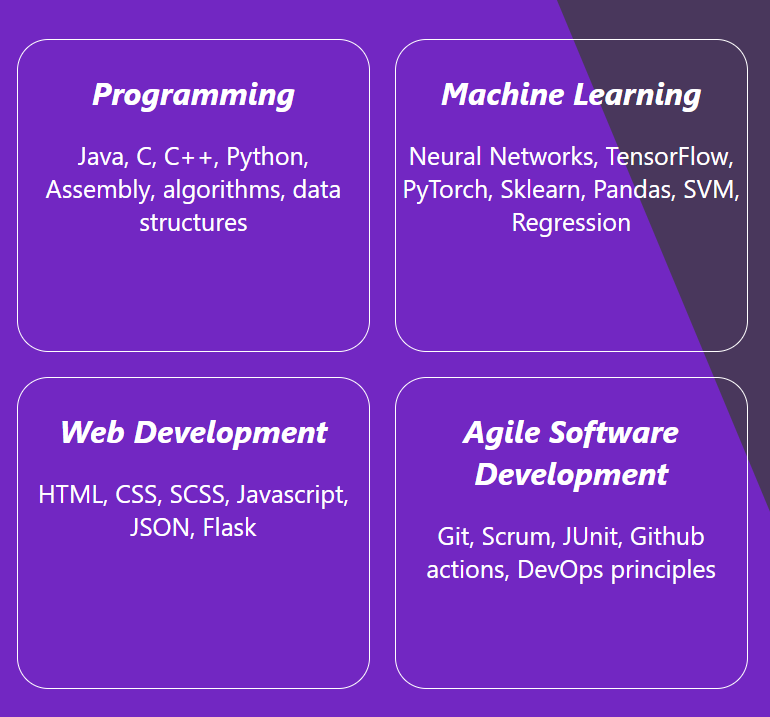 Programming
Java, C, C++, Python,
Assembly, algorithms, data
structures
Machine Learning
Neural Networks, TensorFlow,
PyTorch, Sklearn, Pandas, SVM,
Regression
Web Development
HTML, CSS, SCSS, Javascript,
JSON, Flask
Agile Software
Development
Git, Scrum, JUnit, Github
actions, DevOps principles